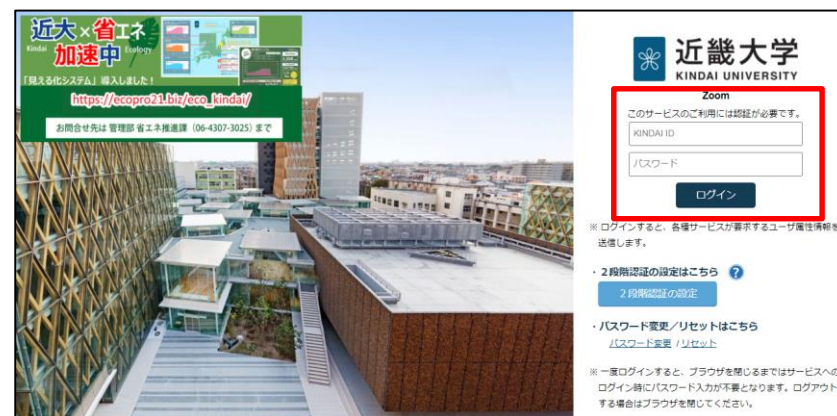 近大×省エネ
Kindai
Ecology
加速中
「見える化システム」導入しました！
https://ecopro21.biz/eco_kindai/
お問合せ先は 管理部 省エネ推進課（06-4307-3025）まで
近畿大学
KINDAI UNIVERSITY
Zoom
このサービスのご利用には認証が必要です。
KINDAI ID
パスワード
ログイン
※ ログインすると、各種サービスが要求するユーザ属性情報を
送信します。
・２段階認証の設定はこちら ?
２段階認証の設定
・パスワード変更／リセットはこちら
パスワード変更 / リセット
※ 一度ログインすると、ブラウザを閉じるまではサービスへの
ログイン時にパスワード入力が不要となります。ログアウト
する場合はブラウザを閉じてください。